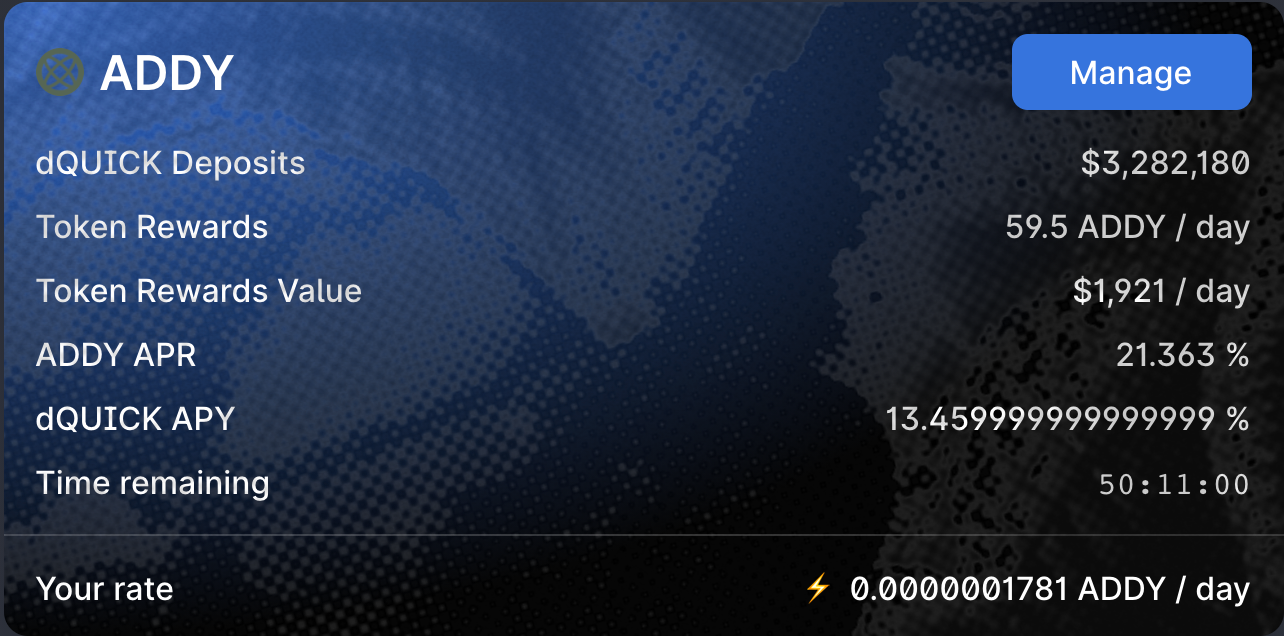 ADDY
Manage
dQUICK Deposits $3,282,180
Token Rewards 59.5 ADDY / day
Token Rewards Value $1,921 / day
ADDY APR 21.363 %
dQUICK APY 13.459999999999999 %
Time remaining 50:11:00
Your rate ⚡ 0.0000001781 ADDY / day